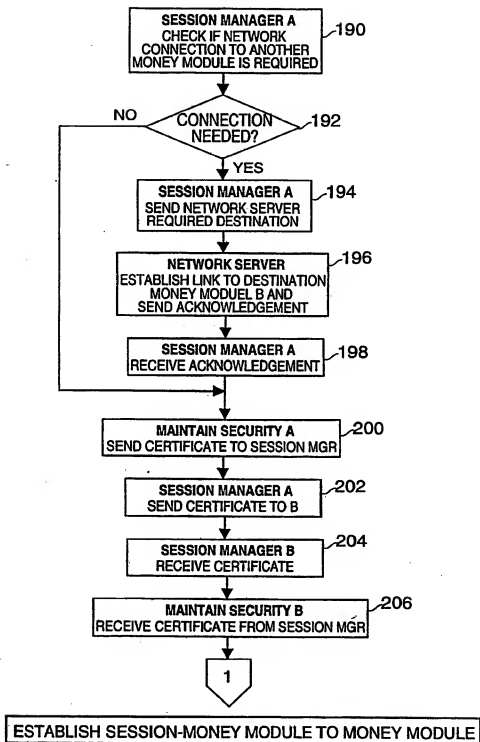 SESSION MANAGER A
CHECK IF NETWORK
CONNECTION TO ANOTHER
MONEY MODULE IS REQUIRED
190
NO
CONNECTION
NEEDED?
192
YES
SESSION MANAGER A
SEND NETWORK SERVER
REQUIRED DESTINATION
194
NETWORK SERVER
ESTABLISH LINK TO DESTINATION
MONEY MODUEL B AND
SEND ACKNOWLEDGEMENT
196
SESSION MANAGER A
RECEIVE ACKNOWLEDGEMENT
198
MAINTAIN SECURITY A
SEND CERTIFICATE TO SESSION MGR
200
SESSION MANAGER A
SEND CERTIFICATE TO B
202
SESSION MANAGER B
RECEIVE CERTIFICATE
204
MAINTAIN SECURITY B
RECEIVE CERTIFICATE FROM SESSION MGR
206
1
ESTABLISH SESSION-MONEY MODULE TO MONEY MODULE